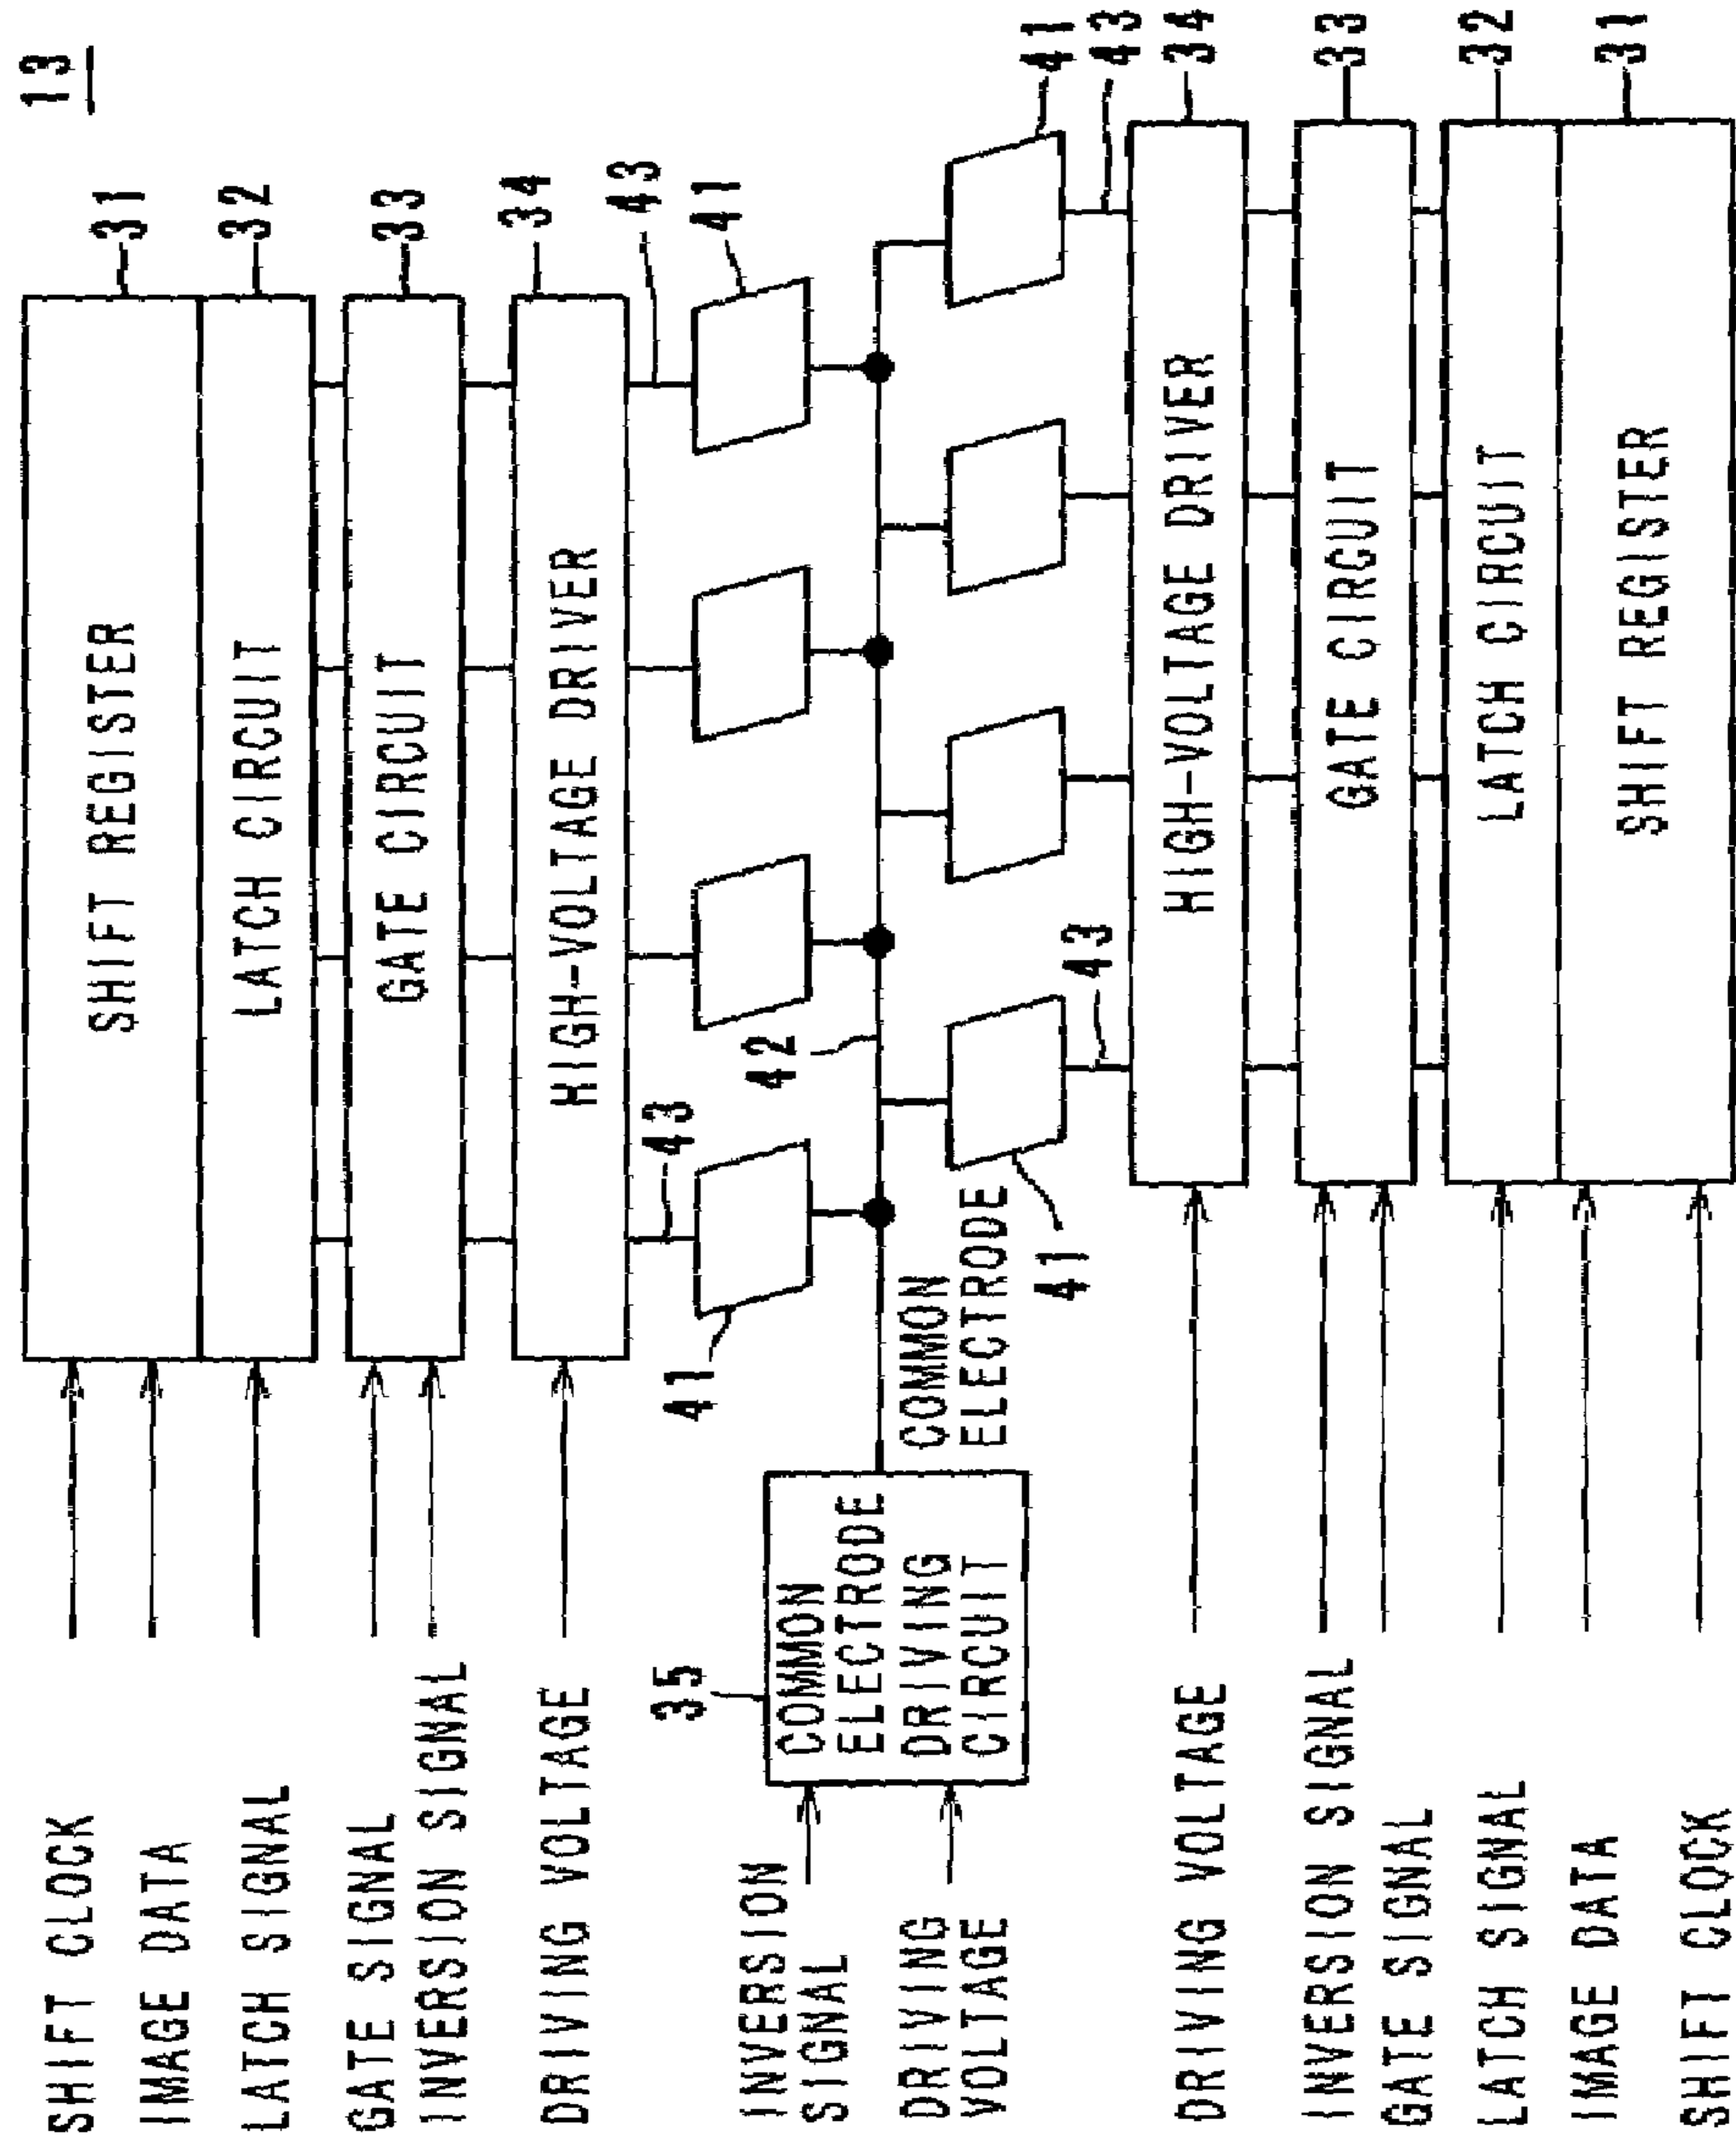 13
SHIFT CLOCK
IMAGE DATA
LATCH SIGNAL
GATE SIGNAL
INVERSION SIGNAL
DRIVING VOLTAGE
SHIFT REGISTER
31
LATCH CIRCUIT
32
GATE CIRCUIT
33
HIGH-VOLTAGE DRIVER
34
43
43
41
41
42
35
INVERSION
SIGNAL
DRIVING
VOLTAGE
COMMON
ELECTRODE
DRIVING
CIRCUIT
COMMON
ELECTRODE
41
43
41
43
DRIVING VOLTAGE
HIGH-VOLTAGE DRIVER
34
INVERSION SIGNAL
GATE SIGNAL
GATE CIRCUIT
33
LATCH SIGNAL
LATCH CIRCUIT
32
IMAGE DATA
SHIFT CLOCK
SHIFT REGISTER
31